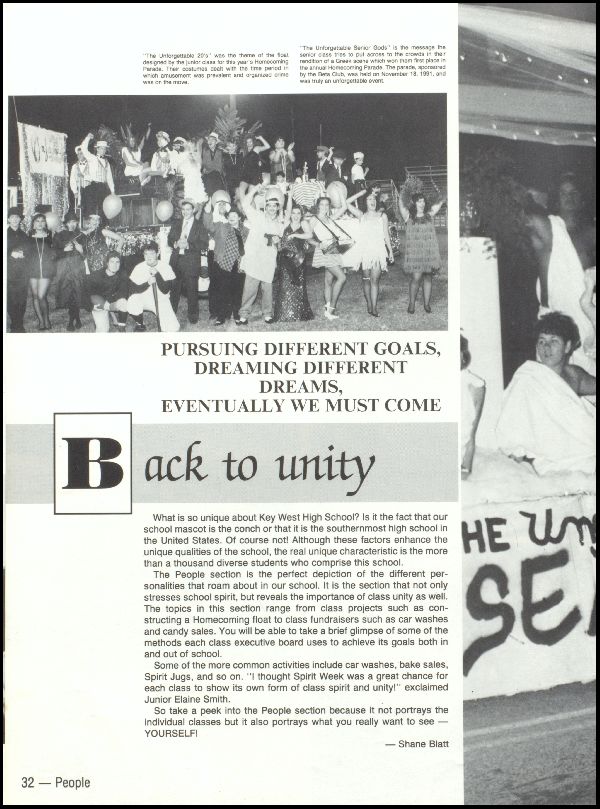 "The Unforgettable 20's" was the theme of the float
designed by the junior class for this year's Homecoming
Parade. Their costumes dealt with the time period in
which amusement was prevalent and organized crime
was on the move.
"The Unforgettable Senior Gods" is the message the
senior class tries to put across to the crowds in their
rendition of a Greek scene which won them first place in
the annual Homecoming Parade. The parade, sponsored
by the Beta Club, was held on November 18, 1991, and
was truly an unforgettable event.
PURSUING DIFFERENT GOALS,
DREAMING DIFFERENT
DREAMS,
EVENTUALLY WE MUST COME
Back to unity
What is so unique about Key West High School? Is it the fact that our
school mascot is the conch or that it is the southernmost high school in
the United States. Of course not! Although these factors enhance the
unique qualities of the school, the real unique characteristic is the more
than a thousand diverse students who comprise this school.
The People section is the perfect depiction of the different per-
sonalities that roam about in our school. It is the section that not only
stresses school spirit, but reveals the importance of class unity as well.
The topics in this section range from class projects such as con-
structing a Homecoming float to class fundraisers such as car washes
and candy sales. You will be able to take a brief glimpse of some of the
methods each class executive board uses to achieve its goals both in
and out of school.
Some of the more common activities include car washes, bake sales,
Spirit Jugs, and so on. "I thought Spirit Week was a great chance for
each class to show its own form of class spirit and unity!" exclaimed
Junior Elaine Smith.
So take a peek into the People section because it not portrays the
individual classes but it also portrays what you really want to see —
YOURSELF!
— Shane Blatt
HE Un
SE
32 — People